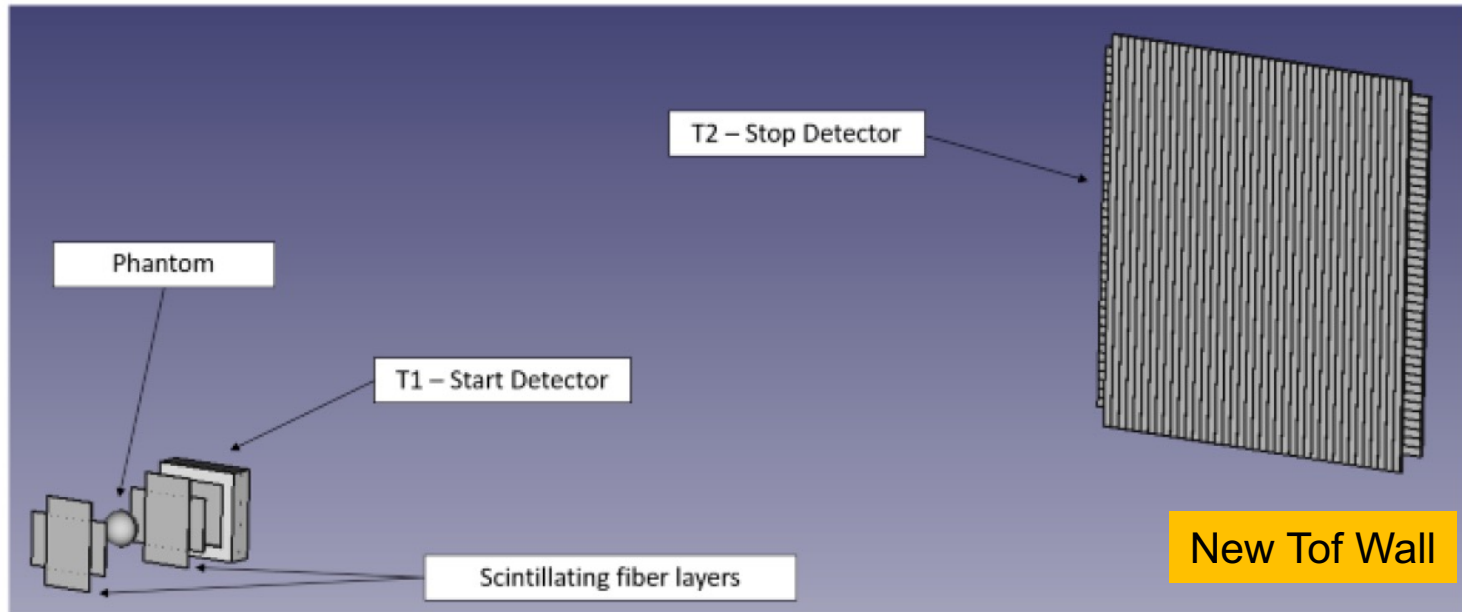 T2 – Stop Detector
Phantom
T1 – Start Detector
Scintillating fiber layers
New Tof Wall